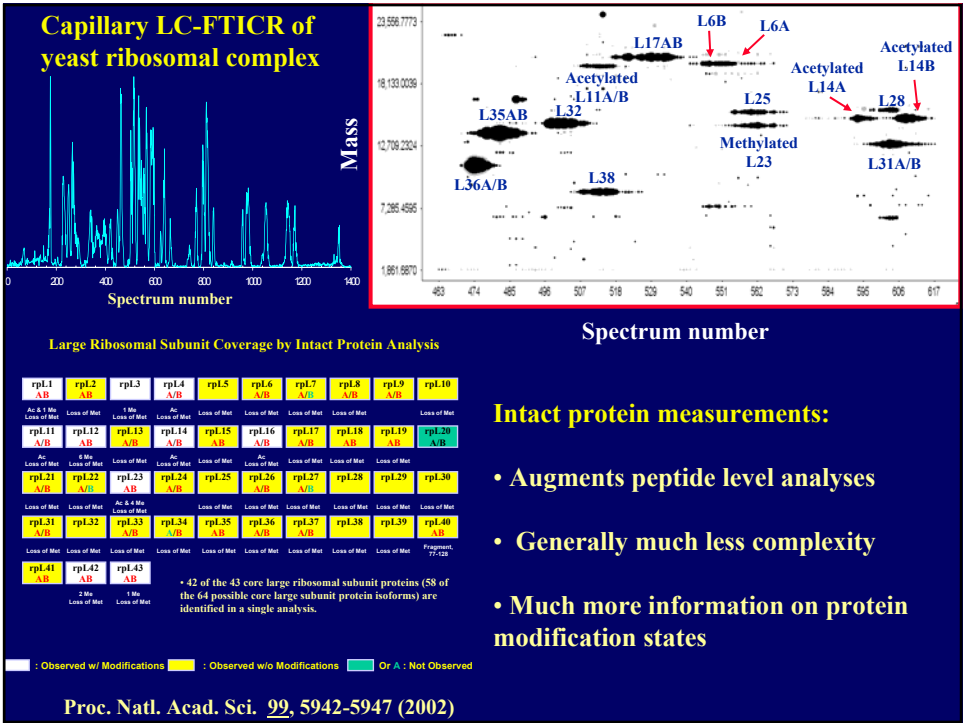 Capillary LC-FTICR of
yeast ribosomal complex
0 200 400 600 800 1000 1200 1400
Spectrum number
Mass
23,556.7773
18,133.0039
12,709.2324
7,285.4595
1,861.6870
463 474 485 496 507 518 529 540 551 562 573 584 595 606 617
L6B
L6A
L17AB
Acetylated
L11A/B
Acetylated
L14A
Acetylated
L14B
L35AB
L32
L25
L28
Methylated
L23
L36A/B
L38
L31A/B
Spectrum number
Large Ribosomal Subunit Coverage by Intact Protein Analysis
rpL1 rpL2 rpL3 rpL4 rpL5 rpL6 rpL7 rpL8 rpL9 rpL10
AB AB A/B A/B A/B A/B A/B
Ac & 1 Me 1 Me Ac
Loss of Met Loss of Met Loss of Met Loss of Met Loss of Met Loss of Met Loss of Met Loss of Met Loss of Met
rpL11 rpL12 rpL13 rpL14 rpL15 rpL16 rpL17 rpL18 rpL19 rpL20
A/B AB A/B A/B AB A/B A/B AB AB A/B
Ac 6 Me Ac Ac
Loss of Met Loss of Met Loss of Met Loss of Met Loss of Met Loss of Met Loss of Met Loss of Met Loss of Met
rpL21 rpL22 rpL23 rpL24 rpL25 rpL26 rpL27 rpL28 rpL29 rpL30
A/B A/B AB A/B A/B A/B
Ac & 4 Me
Loss of Met Loss of Met Loss of Met Loss of Met Loss of Met Loss of Met Loss of Met Loss of Met Loss of Met Loss of Met
rpL31 rpL32 rpL33 rpL34 rpL35 rpL36 rpL37 rpL38 rpL39 rpL40
A/B A/B A/B AB A/B A/B AB
Loss of Met Loss of Met Loss of Met Loss of Met Loss of Met Loss of Met Loss of Met Loss of Met Loss of Met Fragment,
77-128
rpL41 rpL42 rpL43
AB AB AB
2 Me 1 Me
Loss of Met Loss of Met
• 42 of the 43 core large ribosomal subunit proteins (58 of
the 64 possible core large subunit protein isoforms) are
identified in a single analysis.
: Observed w/ Modifications : Observed w/o Modifications Or A : Not Observed
Proc. Natl. Acad. Sci. 99, 5942-5947 (2002)
Intact protein measurements:
• Augments peptide level analyses
• Generally much less complexity
• Much more information on protein
modification states